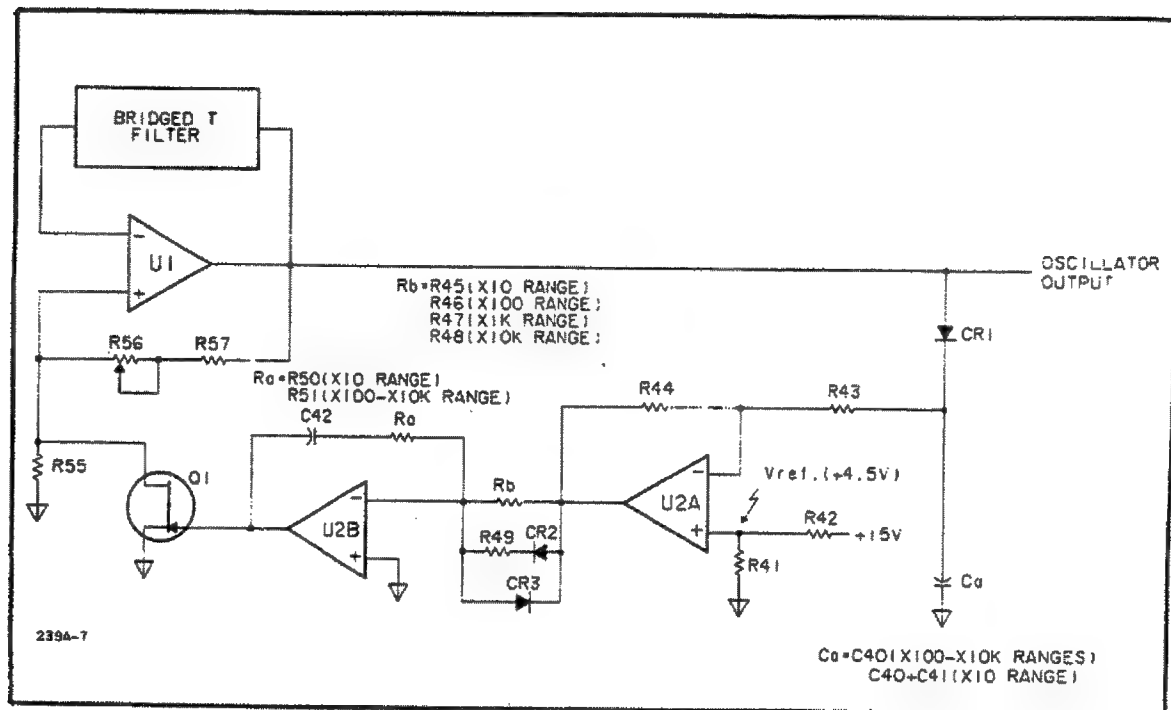 BRIDGED T
FILTER
U1
-
+
OSCILLATOR
OUTPUT
Rb=R45(X10 RANGE)
R46(X100 RANGE)
R47(X1K RANGE)
R48(X10K RANGE)
CR1
R56
R57
Ra=R50(X10 RANGE)
R51(X100-X10K RANGE)
R44
R43
C42
Ra
R55
Q1
Vref.(+4.5V)
-
U2B
+
Rb
-
U2A
+
R42
+15V
R49
CR2
R41
CR3
Ca
239A-7
Ca=C40(X100-X10K RANGES)
C40+C41(X10 RANGE)